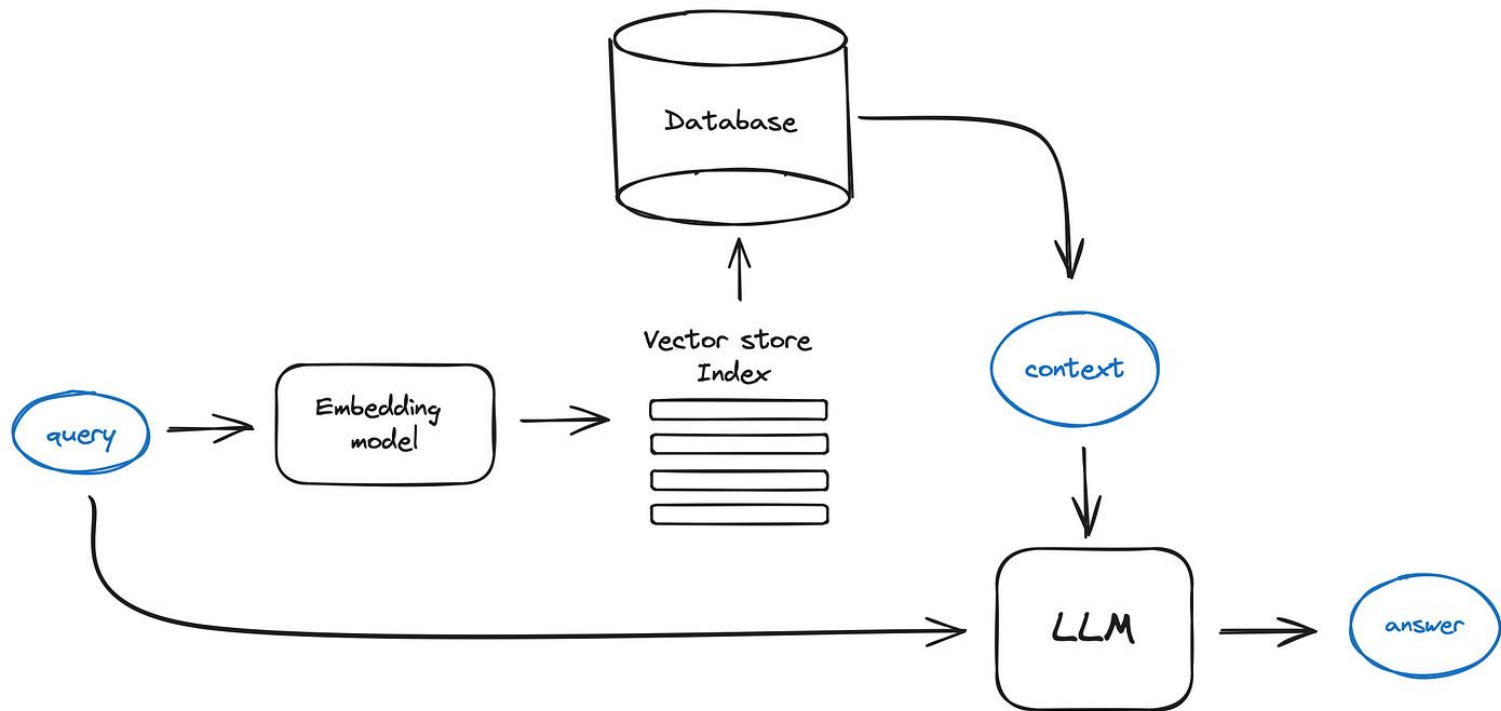 Database
Vector store
Index
context
query
Embedding
model
LLM
answer